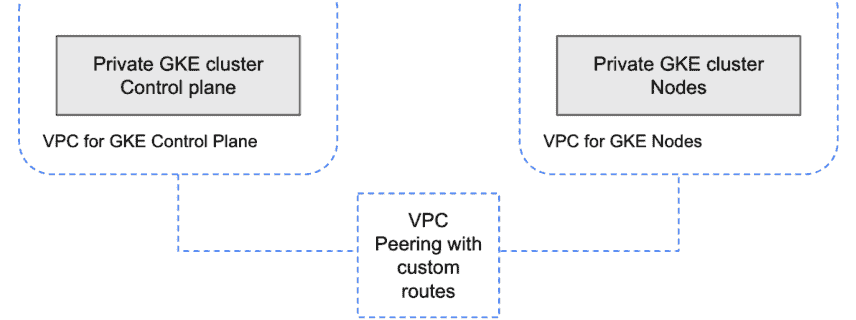 Private GKE cluster
Control plane
VPC for GKE Control Plane
Private GKE cluster
Nodes
VPC for GKE Nodes
VPC
Peering with
custom
routes